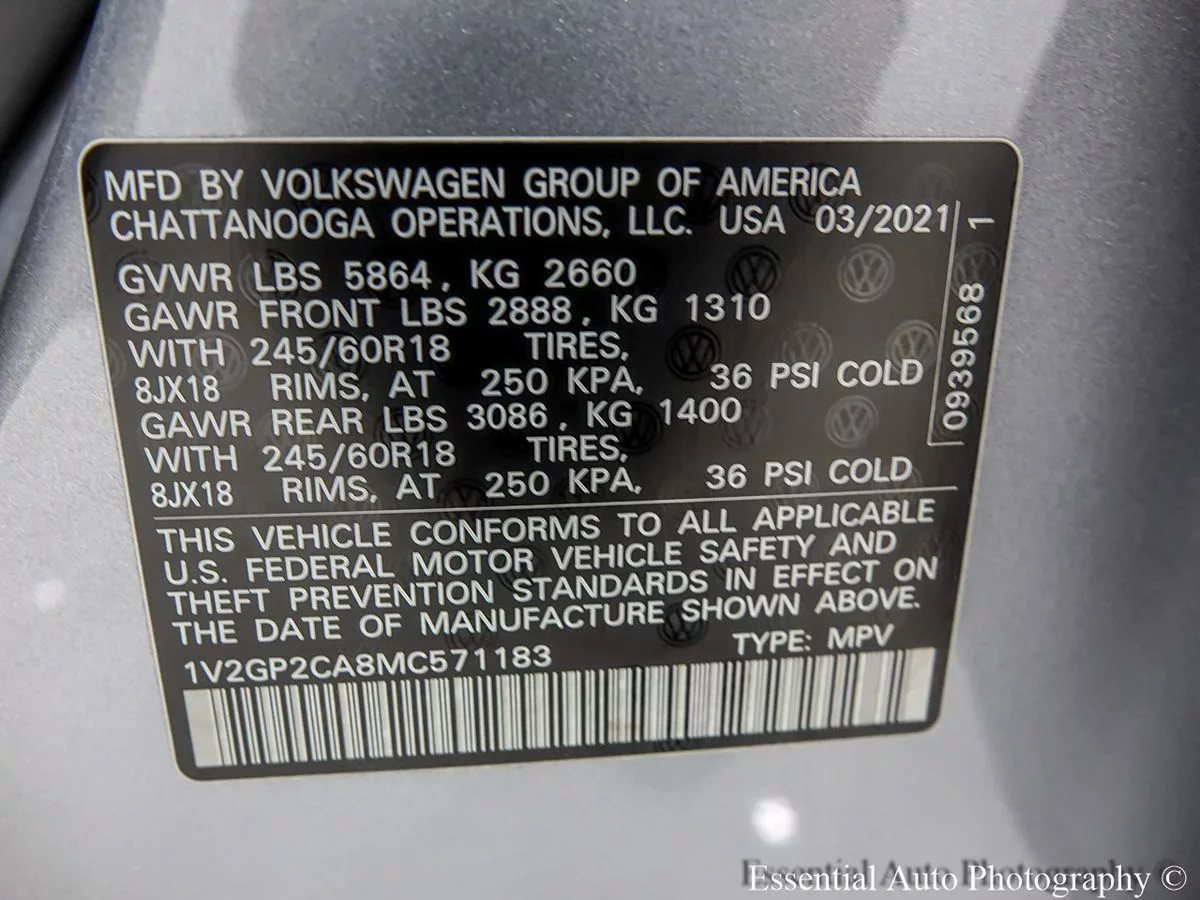 MFD BY VOLKSWAGEN GROUP OF AMERICA
CHATTANOOGA OPERATIONS, LLC. USA 03/2021
GVWR LBS 5864, KG 2660
GAWR FRONT LBS 2888, KG 1310
WITH 245/60R18 TIRES,
8JX18 RIMS, AT 250 KPA, 36 PSI COLD
GAWR REAR LBS 3086, KG 1400
WITH 245/60R18 TIRES,
8JX18 RIMS, AT 250 KPA, 36 PSI COLD
0939568 1
THIS VEHICLE CONFORMS TO ALL APPLICABLE
U.S. FEDERAL MOTOR VEHICLE SAFETY AND
THEFT PREVENTION STANDARDS IN EFFECT ON
THE DATE OF MANUFACTURE SHOWN ABOVE.
1V2GP2CA8MC571183 TYPE: MPV
Essential Auto Photography ©